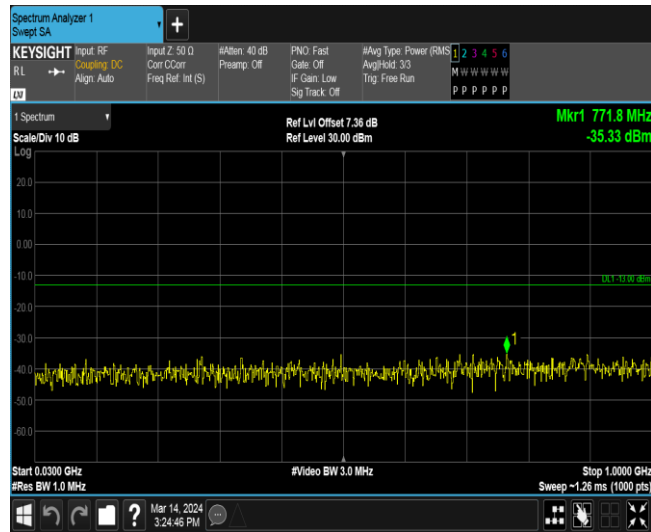 Spectrum Analyzer 1
Swept SA
+
KEYSIGHT
RL
LXI
Input: RF
Coupling: DC
Align: Auto
Input Z: 50 Ω
Corr CCorr
Freq Ref: Int (S)
#Atten: 40 dB
Preamp: Off
PNO: Fast
Gate: Off
IF Gain: Low
Sig Track: Off
#Avg Type: Power (RMS
Avg|Hold: 3/3
Trig: Free Run
1 2 3 4 5 6
M W W W W W
P P P P P P
1 Spectrum
Scale/Div 10 dB
Log
Ref Lvl Offset 7.36 dB
Ref Level 30.00 dBm
Mkr1 771.8 MHz
-35.33 dBm
20.0
10.0
0.00
-10.0
DL1 -13.00 dBm
-20.0
-30.0
1
-40.0
-50.0
-60.0
Start 0.0300 GHz
#Res BW 1.0 MHz
#Video BW 3.0 MHz
Stop 1.0000 GHz
Sweep ~1.26 ms (1000 pts)
?
Mar 14, 2024
3:24:46 PM